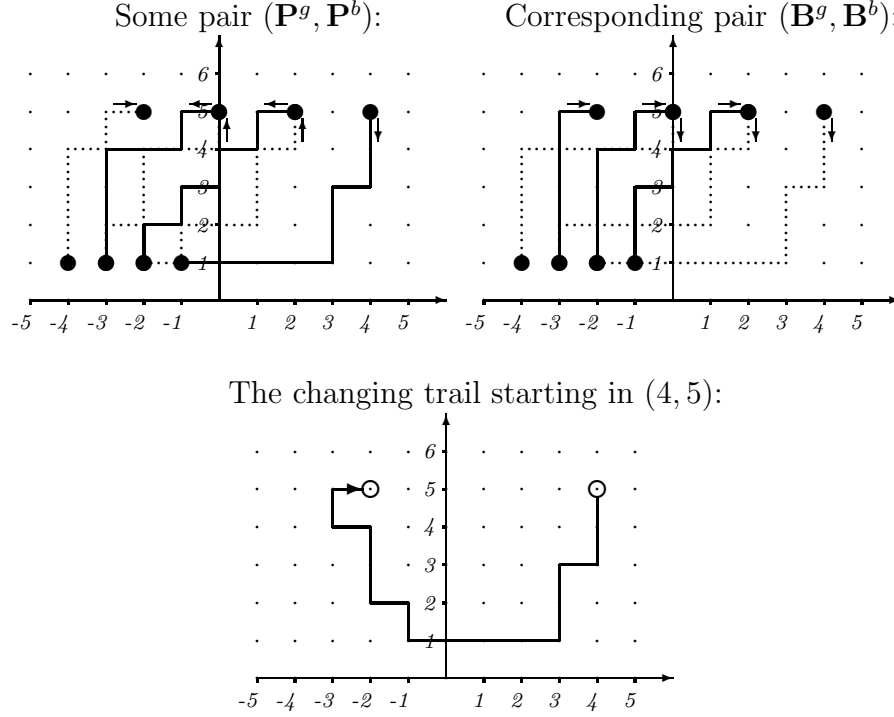 Some pair (P^g, P^b):
Corresponding pair (B^g, B^b):
6 6
5 5
4 4
3 3
2 2
1 1
-5 -4 -3 -2 -1 1 2 3 4 5 -5 -4 -3 -2 -1 1 2 3 4 5
The changing trail starting in (4, 5):
6
5
4
3
2
1
-5 -4 -3 -2 -1 1 2 3 4 5